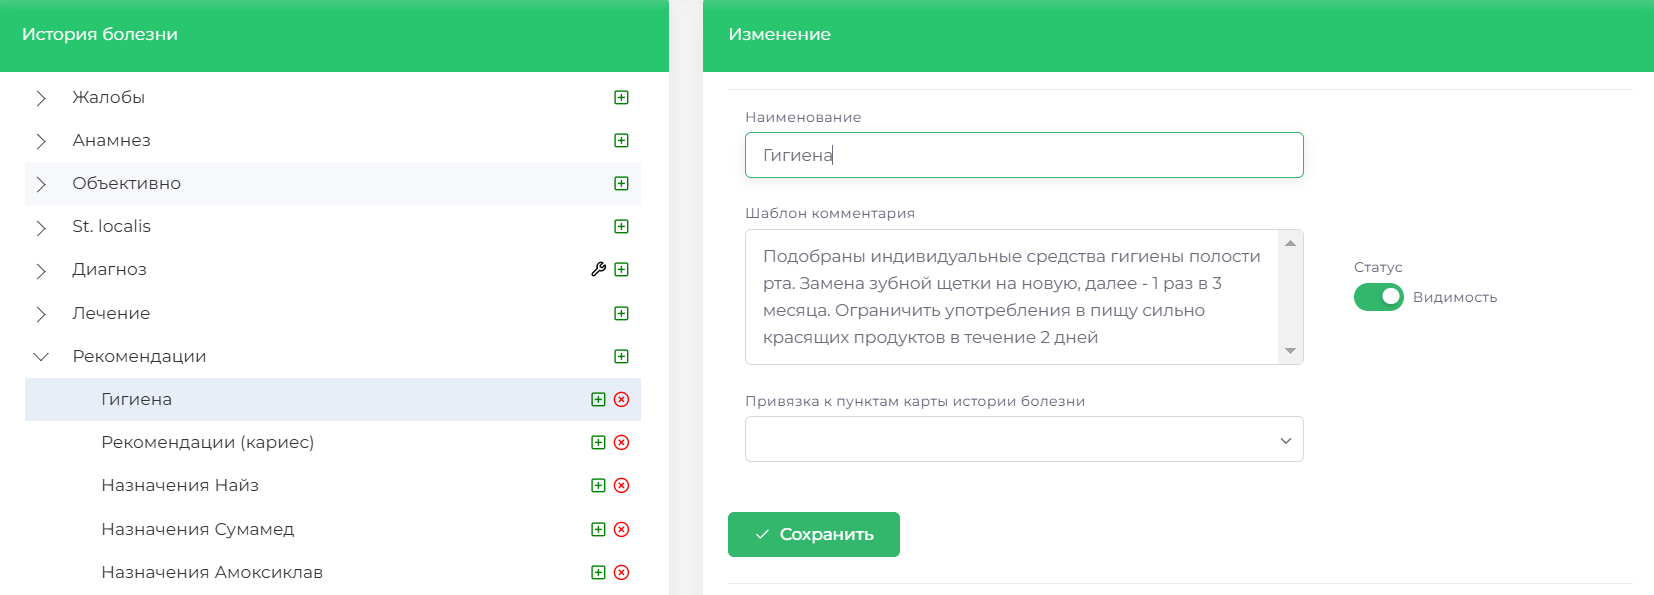 История болезни
Жалобы
Анамнез
Объективно
St. localis
Диагноз
Лечение
Рекомендации
Гигиена
Рекомендации (кариес)
Назначения Найз
Назначения Сумамед
Назначения Амоксиклав
Изменение
Наименование
Гигиена
Шаблон комментария
Подобраны индивидуальные средства гигиены полости
рта. Замена зубной щетки на новую, далее - 1 раз в 3
месяца. Ограничить употребления в пищу сильно
красящих продуктов в течение 2 дней
Статус
Видимость
Привязка к пунктам карты истории болезни
Сохранить